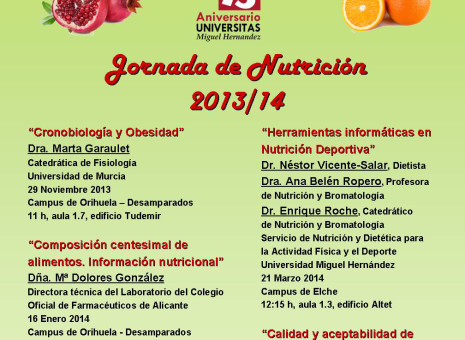 Aniversario
UNIVERSITAS
Miguel Hernandez
Jornada de Nutrición
2013/14
“Cronobiología y Obesidad”
Dra. Marta Garaulet
Catedrática de Fisiología
Universidad de Murcia
29 Noviembre 2013
Campus de Orihuela – Desamparados
11 h, aula 1.7, edificio Tudemir
“Composición centesimal de
alimentos. Información nutricional”
Dña. Mª Dolores González
Directora técnica del Laboratorio del Colegio
Oficial de Farmacéuticos de Alicante
16 Enero 2014
Campus de Orihuela - Desamparados
“Herramientas informáticas en
Nutrición Deportiva”
Dr. Néstor Vicente-Salar, Dietista
Dra. Ana Belén Ropero, Profesora
de Nutrición y Bromatología
Dr. Enrique Roche, Catedrático
de Nutrición y Bromatología
Servicio de Nutrición y Dietética para
la Actividad Física y el Deporte
Universidad Miguel Hernández
21 Marzo 2014
Campus de Elche
12:15 h, aula 1.3, edificio Altet
“Calidad y aceptabilidad de